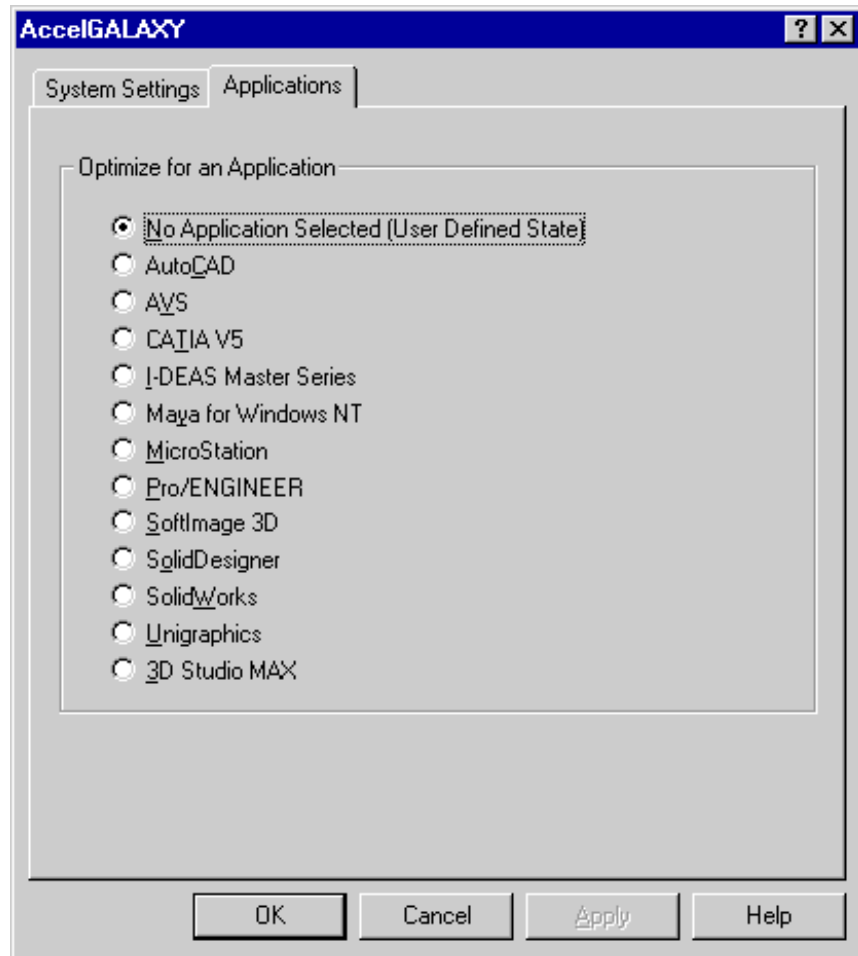 AccelGALAXY
System Settings
Applications
Optimize for an Application
No Application Selected (User Defined State)
AutoCAD
AVS
CATIA V5
I-DEAS Master Series
Maya for Windows NT
MicroStation
Pro/ENGINEER
SoftImage 3D
SolidDesigner
SolidWorks
Unigraphics
3D Studio MAX
OK
Cancel
Apply
Help